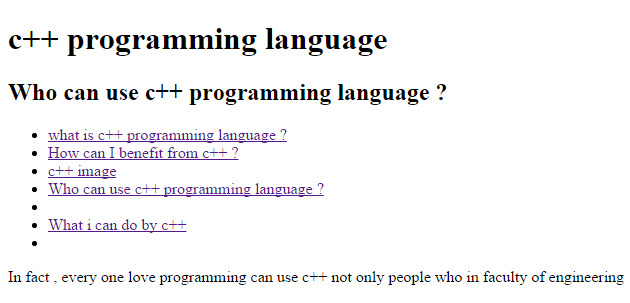 c++ programming language
Who can use c++ programming language ?
what is c++ programming language ?
How can I benefit from c++ ?
c++ image
Who can use c++ programming language ?
What i can do by c++
In fact , every one love programming can use c++ not only people who in faculty of engineering